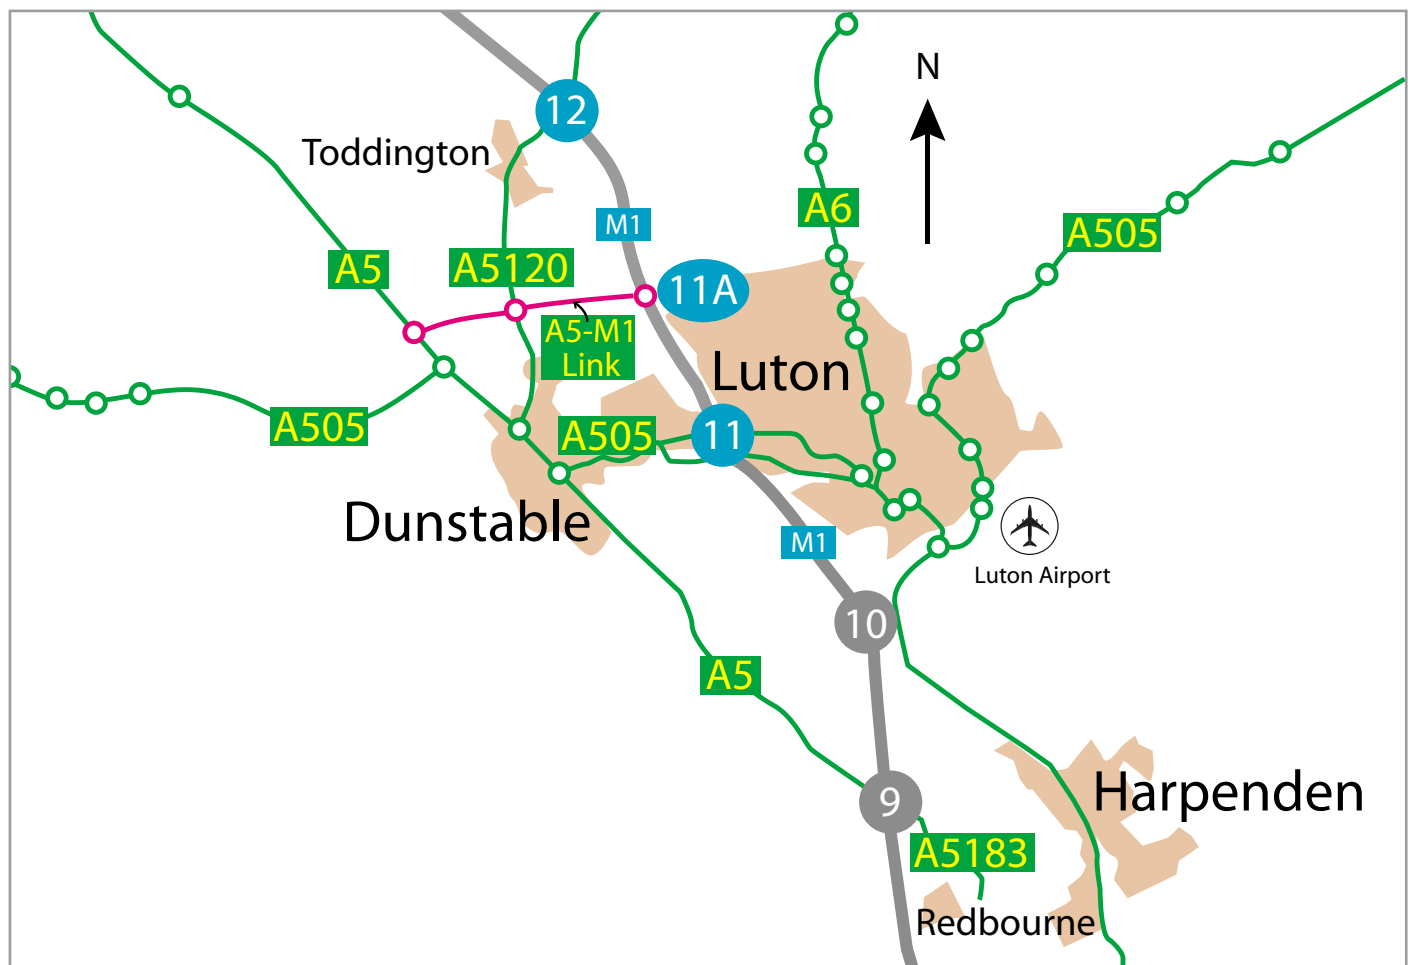 N
12
Toddington
A6
M1
A505
A5
A5120
11A
A5-M1
Link
Luton
A505
A505
11
Dunstable
M1
Luton Airport
10
A5
9
Harpenden
A5183
Redbourne